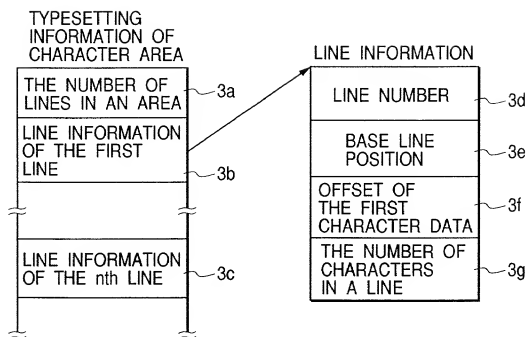 TYPESETTING
INFORMATION OF
CHARACTER AREA
THE NUMBER OF
LINES IN AN AREA
3a
LINE INFORMATION
OF THE FIRST
LINE
3b
LINE INFORMATION
OF THE nth LINE
3c
LINE INFORMATION
LINE NUMBER
3d
BASE LINE
POSITION
3e
OFFSET OF
THE FIRST
CHARACTER DATA
3f
THE NUMBER OF
CHARACTERS
IN A LINE
3g